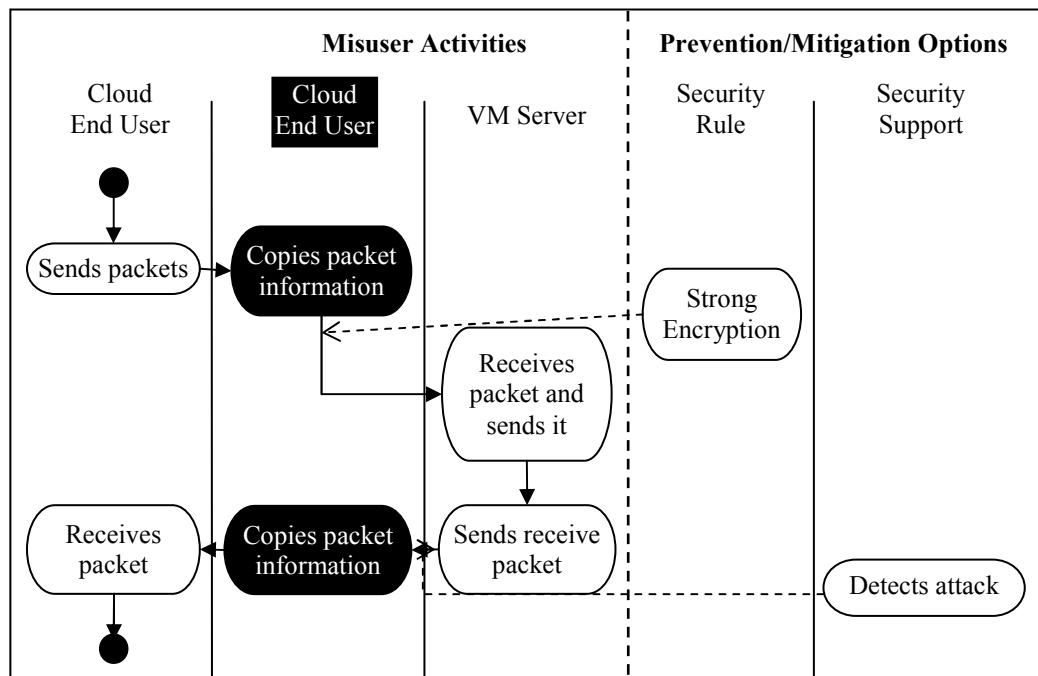 Misuser Activities
Prevention/Mitigation Options
Cloud
End User
Cloud
End User
VM Server
Security
Rule
Security
Support
Sends packets
Copies packet
information
Strong
Encryption
Receives
packet and
sends it
Receives
packet
Copies packet
information
Sends receive
packet
Detects attack